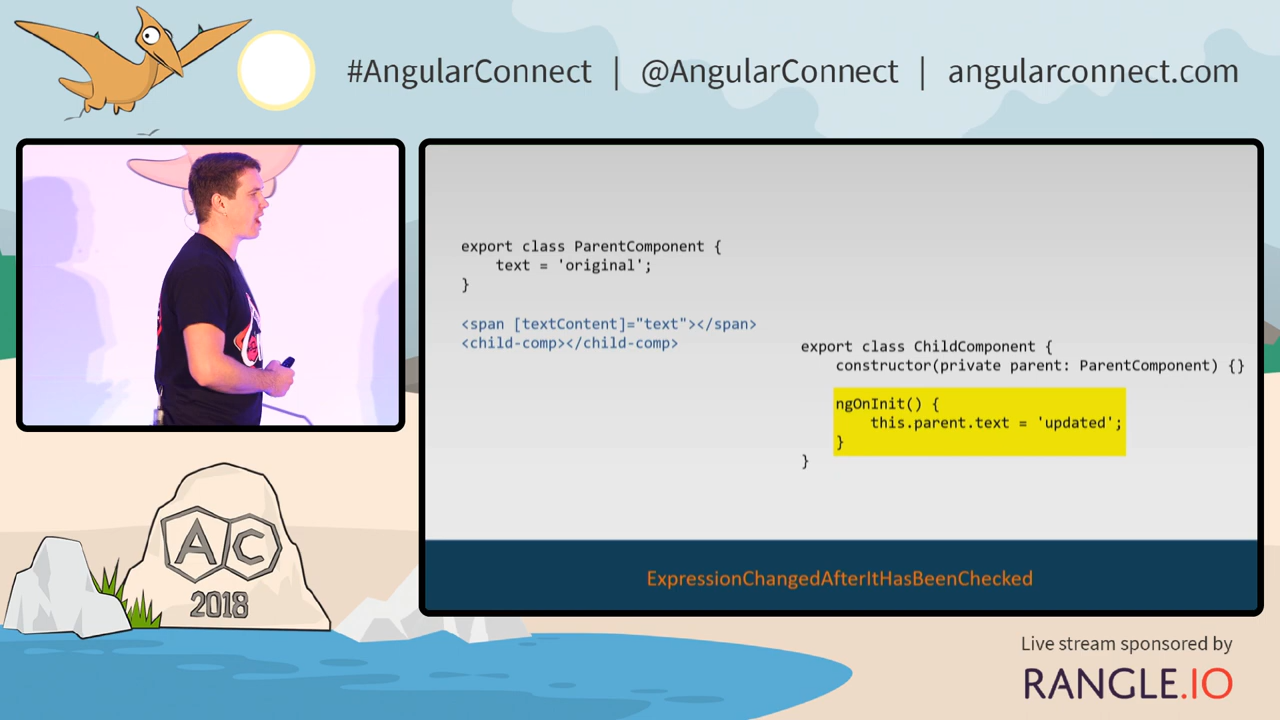 #AngularConnect | @AngularConnect | angularconnect.com
export class ParentComponent {
    text = 'original';
}
<span [textContent]="text"></span>
<child-comp></child-comp>
export class ChildComponent {
    constructor(private parent: ParentComponent) {}
    ngOnInit() {
        this.parent.text = 'updated';
    }
}
ExpressionChangedAfterItHasBeenChecked
AC
2018
Live stream sponsored by
RANGLE.IO